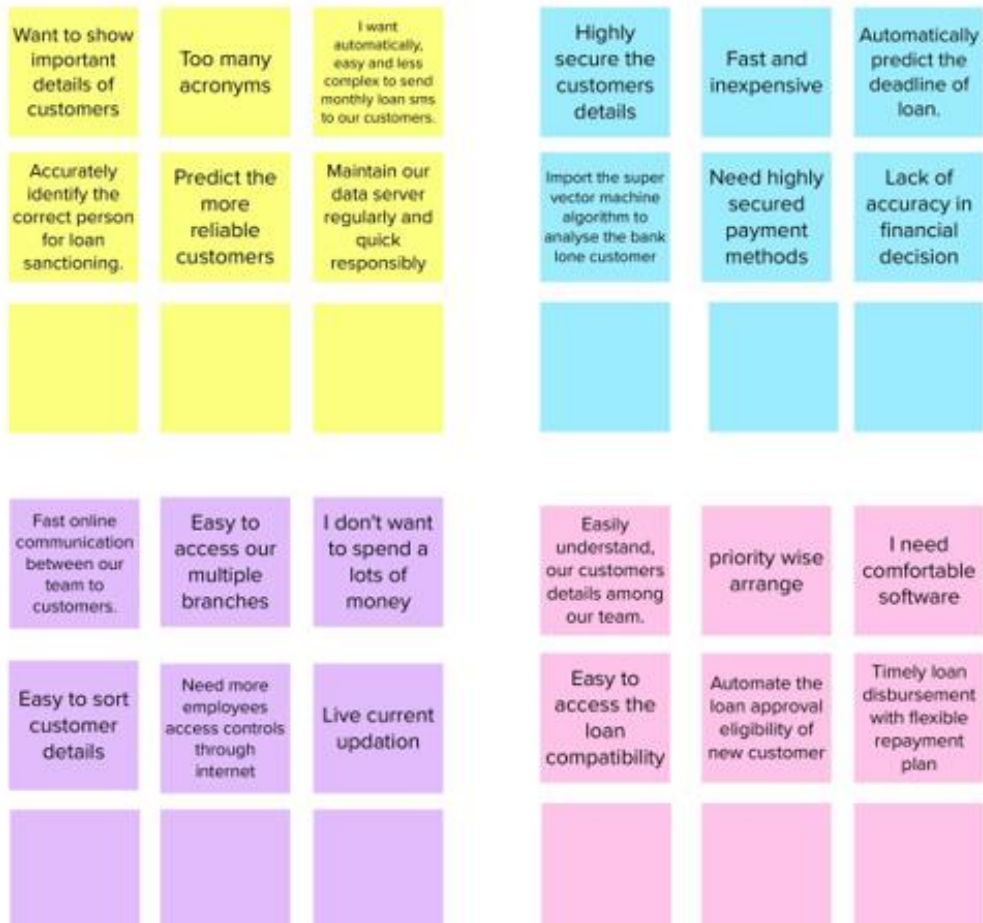 Want to show
important
details of
customers
Too many
acronyms
I want
automatically,
easy and less
complex to send
monthly loan sms
to our customers.
Accurately
identify the
correct person
for loan
sanctioning.
Predict the
more
reliable
customers
Maintain our
data server
regularly and
quick
responsibly
Highly
secure the
customers
details
Fast and
inexpensive
Automatically
predict the
deadline of
loan.
Import the super
vector machine
algorithm to
analyse the bank
lone customer
Need highly
secured
payment
methods
Lack of
accuracy in
financial
decision
Fast online
communication
between our
team to
customers.
Easy to
access our
multiple
branches
I don't want
to spend a
lots of
money
Easy to sort
customer
details
Need more
employees
access controls
through
internet
Live current
updation
Easily
understand,
our customers
details among
our team.
priority wise
arrange
I need
comfortable
software
Easy to
access the
loan
compatibility
Automate the
loan approval
eligibility of
new customer
Timely loan
disbursement
with flexible
repayment
plan